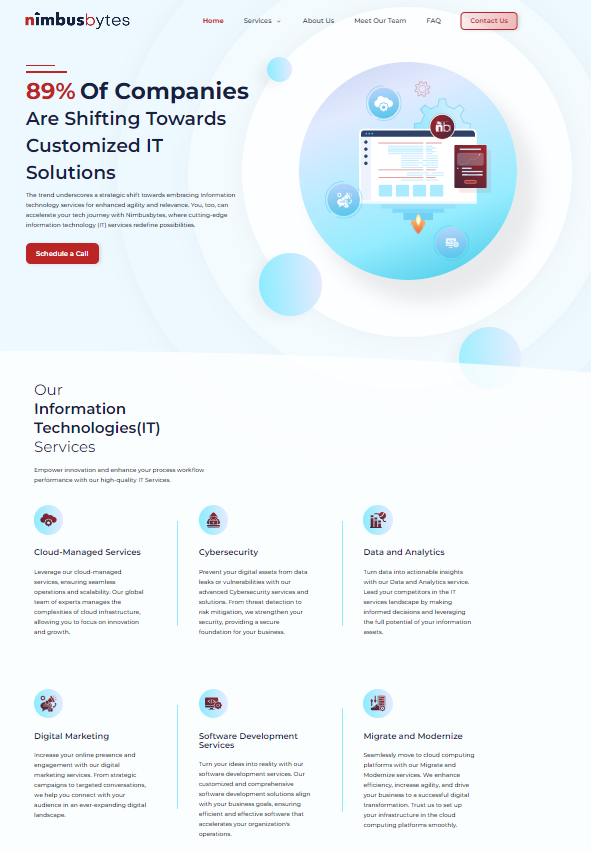 nimbusbytes
Home Services About Us Meet Our Team FAQ Contact Us
89% Of Companies
Are Shifting Towards
Customized IT
Solutions
The trend underscores a strategic shift towards embracing Information
technology services for enhanced agility and relevance. You, too, can
accelerate your tech journey with Nimbusbytes, where cutting-edge
information technology (IT) services redefine possibilities.
Schedule a Call
nb
Our
Information
Technologies(IT)
Services
Empower innovation and enhance your process workflow
performance with our high-quality IT Services.
Cloud-Managed Services
Leverage our cloud-managed
services, ensuring seamless
operations and scalability. Our global
team of experts manages the
complexities of cloud infrastructure,
allowing you to focus on innovation
and growth.
Cybersecurity
Prevent your digital assets from data
leaks or vulnerabilities with our
advanced Cybersecurity services and
solutions. From threat detection to
risk mitigation, we strengthen your
security, providing a secure
foundation for your business.
Data and Analytics
Turn data into actionable insights
with our Data and Analytics service.
Lead your competitors in the IT
services landscape by making
informed decisions and leveraging
the full potential of your information
assets.
Digital Marketing
Increase your online presence and
engagement with our digital
marketing services. From strategic
campaigns to targeted conversations,
we help you connect with your
audience in an ever-expanding digital
landscape.
Software Development
Services
Turn your ideas into reality with our
software development services. Our
customized and comprehensive
software development solutions align
with your business goals, ensuring
efficient and effective software that
accelerates your organization's
operations.
Migrate and Modernize
Seamlessly move to cloud computing
platforms with our Migrate and
Modernize services. We enhance
efficiency, increase agility, and drive
your business to a successful digital
transformation. Trust us to set up
your infrastructure in the cloud
computing platforms smoothly.